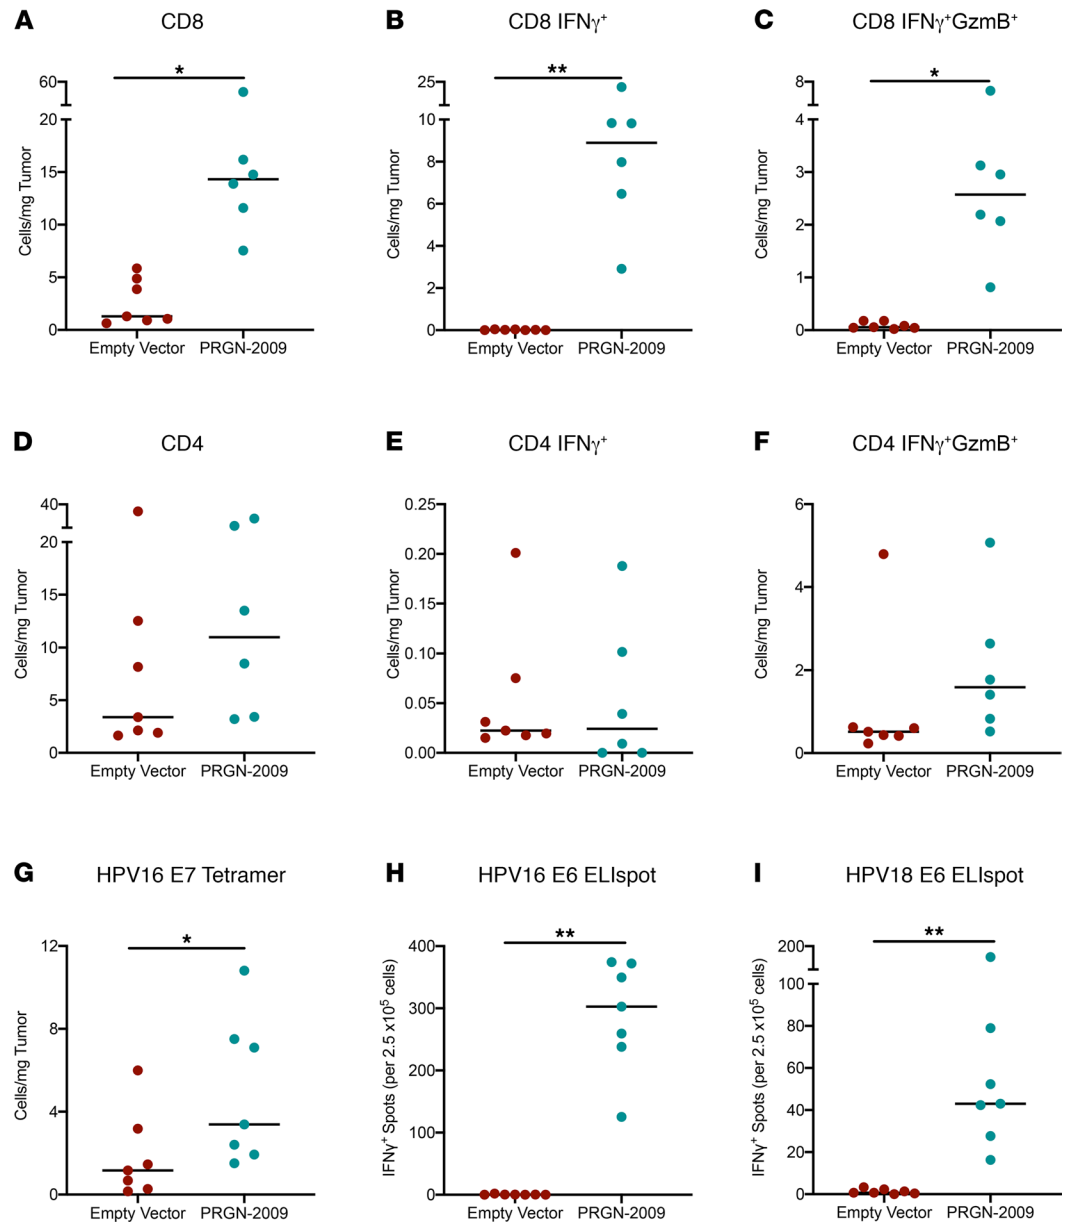 A CD8
*
60
20
15
10
5
0
Cells/mg Tumor
Empty Vector PRGN-2009
B CD8 IFNγ⁺
**
25
10
8
6
4
2
0
Cells/mg Tumor
Empty Vector PRGN-2009
C CD8 IFNγ⁺GzmB⁺
*
8
4
3
2
1
0
Cells/mg Tumor
Empty Vector PRGN-2009
D CD4
40
20
15
10
5
0
Cells/mg Tumor
Empty Vector PRGN-2009
E CD4 IFNγ⁺
0.25
0.20
0.15
0.10
0.05
0.00
Cells/mg Tumor
Empty Vector PRGN-2009
F CD4 IFNγ⁺GzmB⁺
6
4
2
0
Cells/mg Tumor
Empty Vector PRGN-2009
G HPV16 E7 Tetramer
*
12
8
4
0
Cells/mg Tumor
Empty Vector PRGN-2009
H HPV16 E6 ELIspot
**
400
300
200
100
0
IFNγ⁺ Spots (per 2.5 x10⁵ cells)
Empty Vector PRGN-2009
I HPV18 E6 ELIspot
**
200
100
80
60
40
20
0
IFNγ⁺ Spots (per 2.5 x10⁵ cells)
Empty Vector PRGN-2009